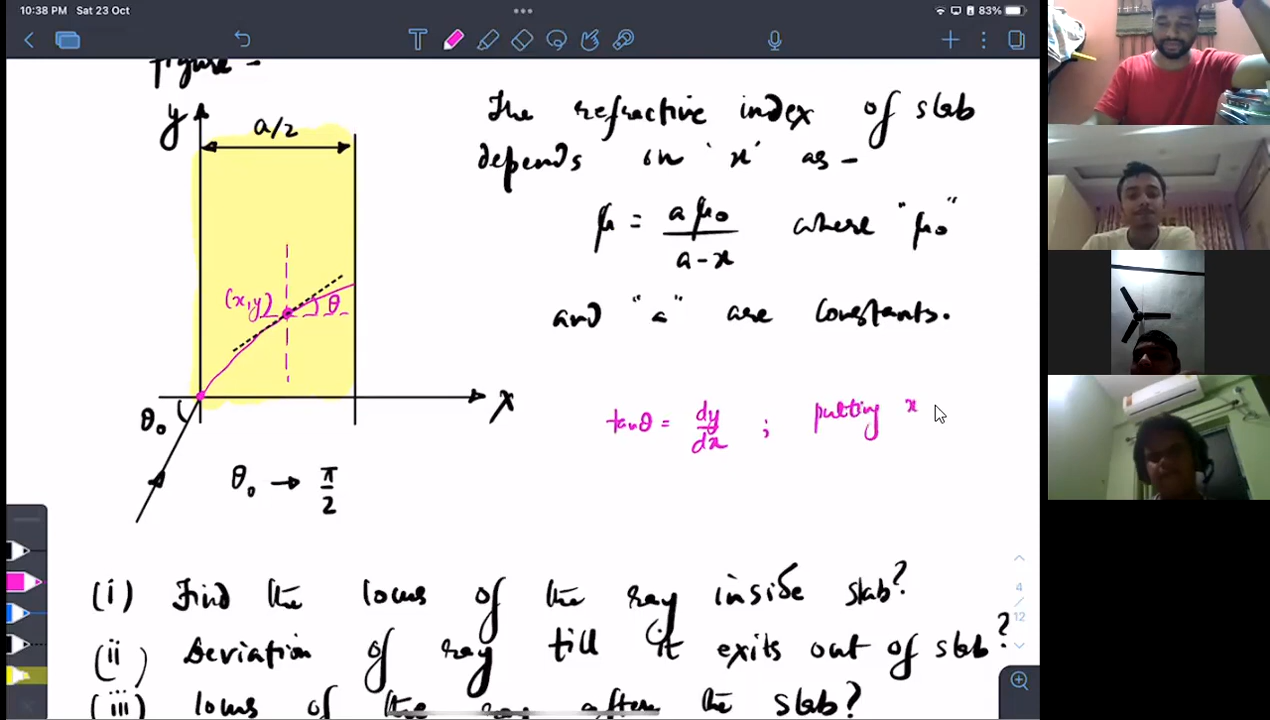 10:38 PM Sat 23 Oct
83%
figure -
y
a/2
(x,y)
θ
x
θ₀
θ₀ → π/2
The refractive index of slab
depends on 'x' as -
μ = aμ₀/(a-x) where "μ₀"
and "a" are constants.
tanθ = dy/dx ; putting x
(i) Find the locus of the ray inside slab?
(ii) Deviation of ray till it exits out of slab?
(iii) locus of the ray after the slab?
4
/
12